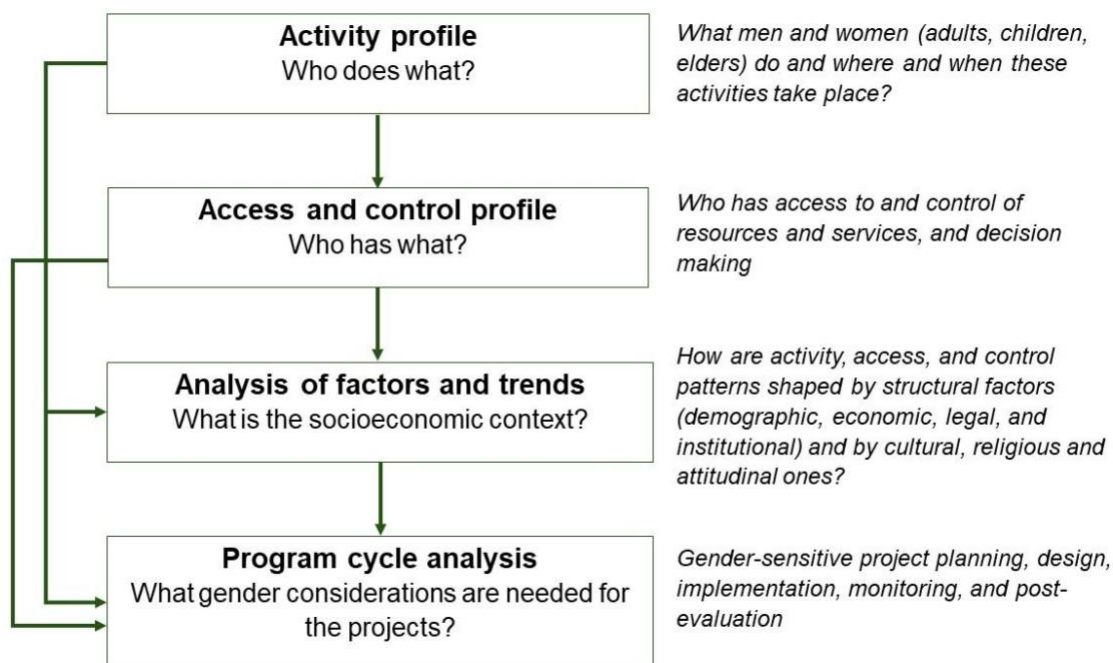 Activity profile
Who does what?
What men and women (adults, children,
elders) do and where and when these
activities take place?
Access and control profile
Who has what?
Who has access to and control of
resources and services, and decision
making
Analysis of factors and trends
What is the socioeconomic context?
How are activity, access, and control
patterns shaped by structural factors
(demographic, economic, legal, and
institutional) and by cultural, religious and
attitudinal ones?
Program cycle analysis
What gender considerations are needed for
the projects?
Gender-sensitive project planning, design,
implementation, monitoring, and post-
evaluation